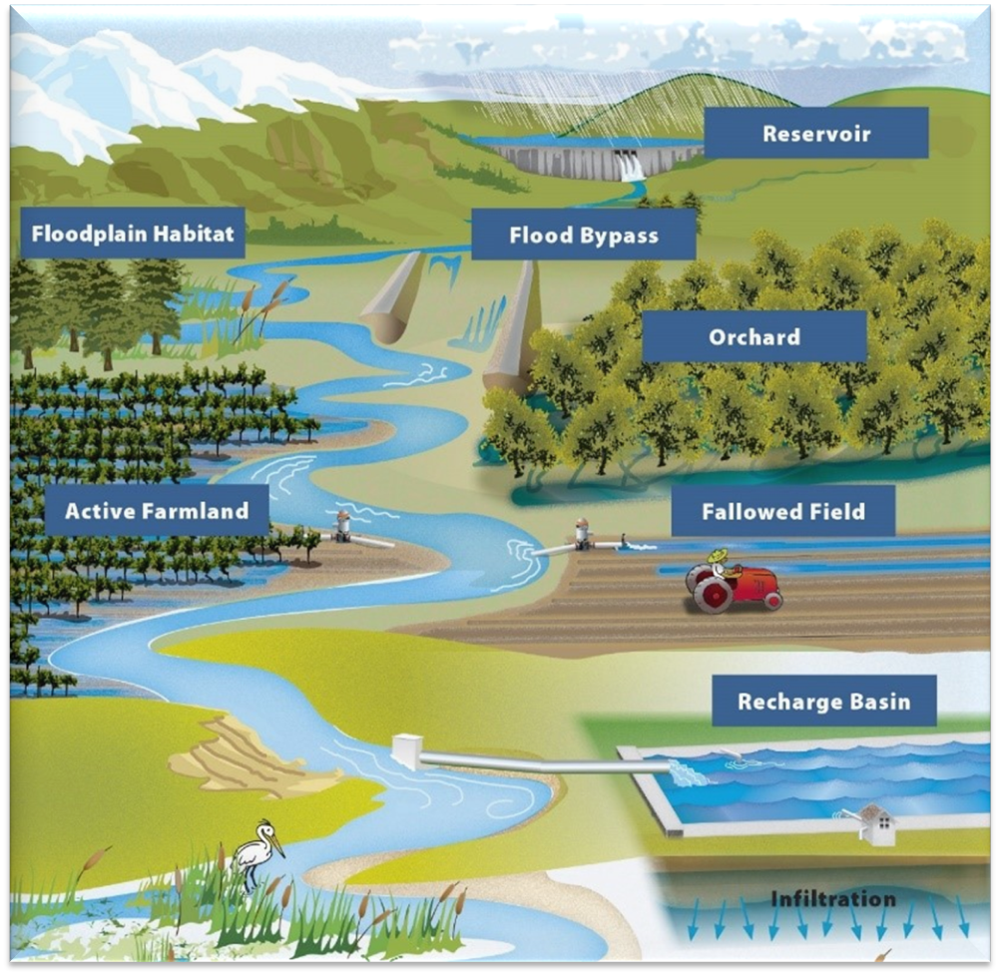 Reservoir
Floodplain Habitat
Flood Bypass
Orchard
Active Farmland
Fallowed Field
Recharge Basin
Infiltration